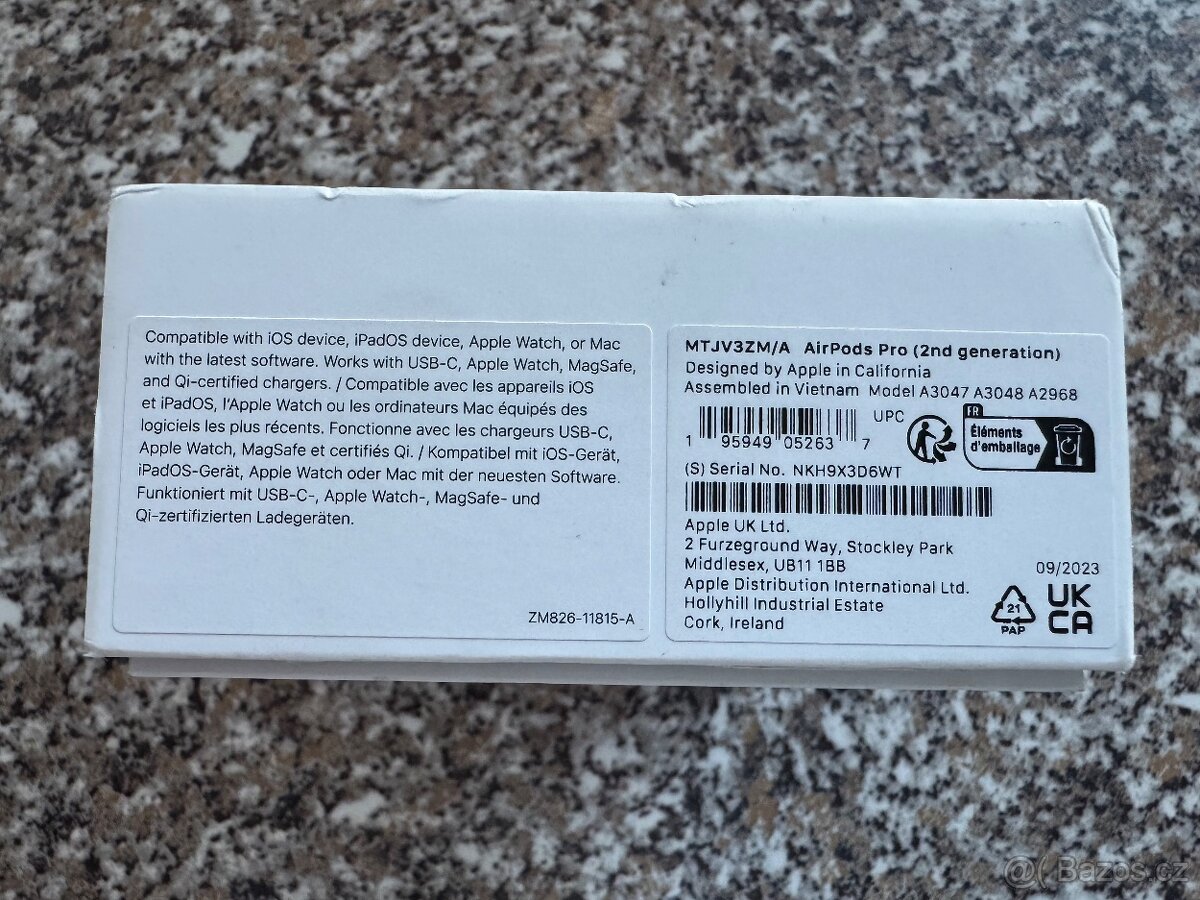 Compatible with iOS device, iPadOS device, Apple Watch, or Mac
with the latest software. Works with USB-C, Apple Watch, MagSafe,
and Qi-certified chargers. / Compatible avec les appareils iOS
et iPadOS, l'Apple Watch ou les ordinateurs Mac équipés des
logiciels les plus récents. Fonctionne avec les chargeurs USB-C,
Apple Watch, MagSafe et certifiés Qi. / Kompatibel mit iOS-Gerät,
iPadOS-Gerät, Apple Watch oder Mac mit der neuesten Software.
Funktioniert mit USB-C-, Apple Watch-, MagSafe- und
Qi-zertifizierten Ladegeräten.
ZM826-11815-A
MTJV3ZM/A AirPods Pro (2nd generation)
Designed by Apple in California
Assembled in Vietnam Model A3047 A3048 A2968
UPC
1 95949 05263 7
FR
Éléments
d'emballage
(S) Serial No. NKH9X3D6WT
Apple UK Ltd.
2 Furzeground Way, Stockley Park
Middlesex, UB11 1BB
Apple Distribution International Ltd.
Hollyhill Industrial Estate
Cork, Ireland
09/2023
21
PAP
UK
CA
@( Bazos.cz